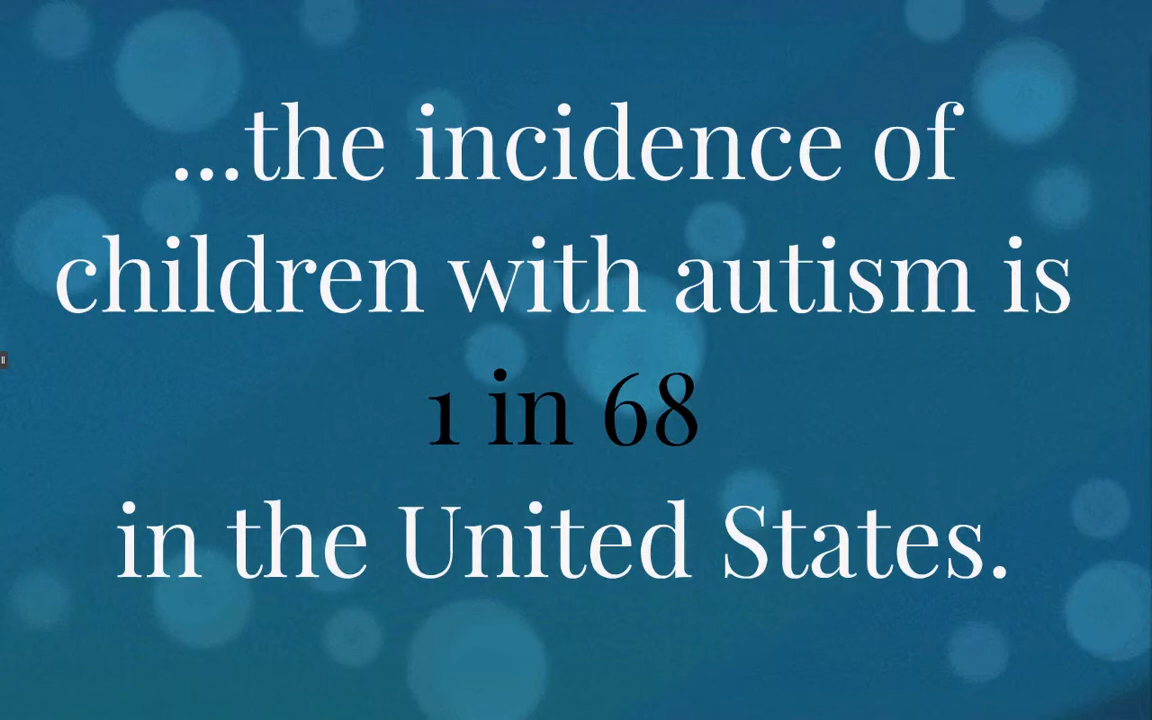 ...the incidence of
children with autism is
1 in 68
in the United States.